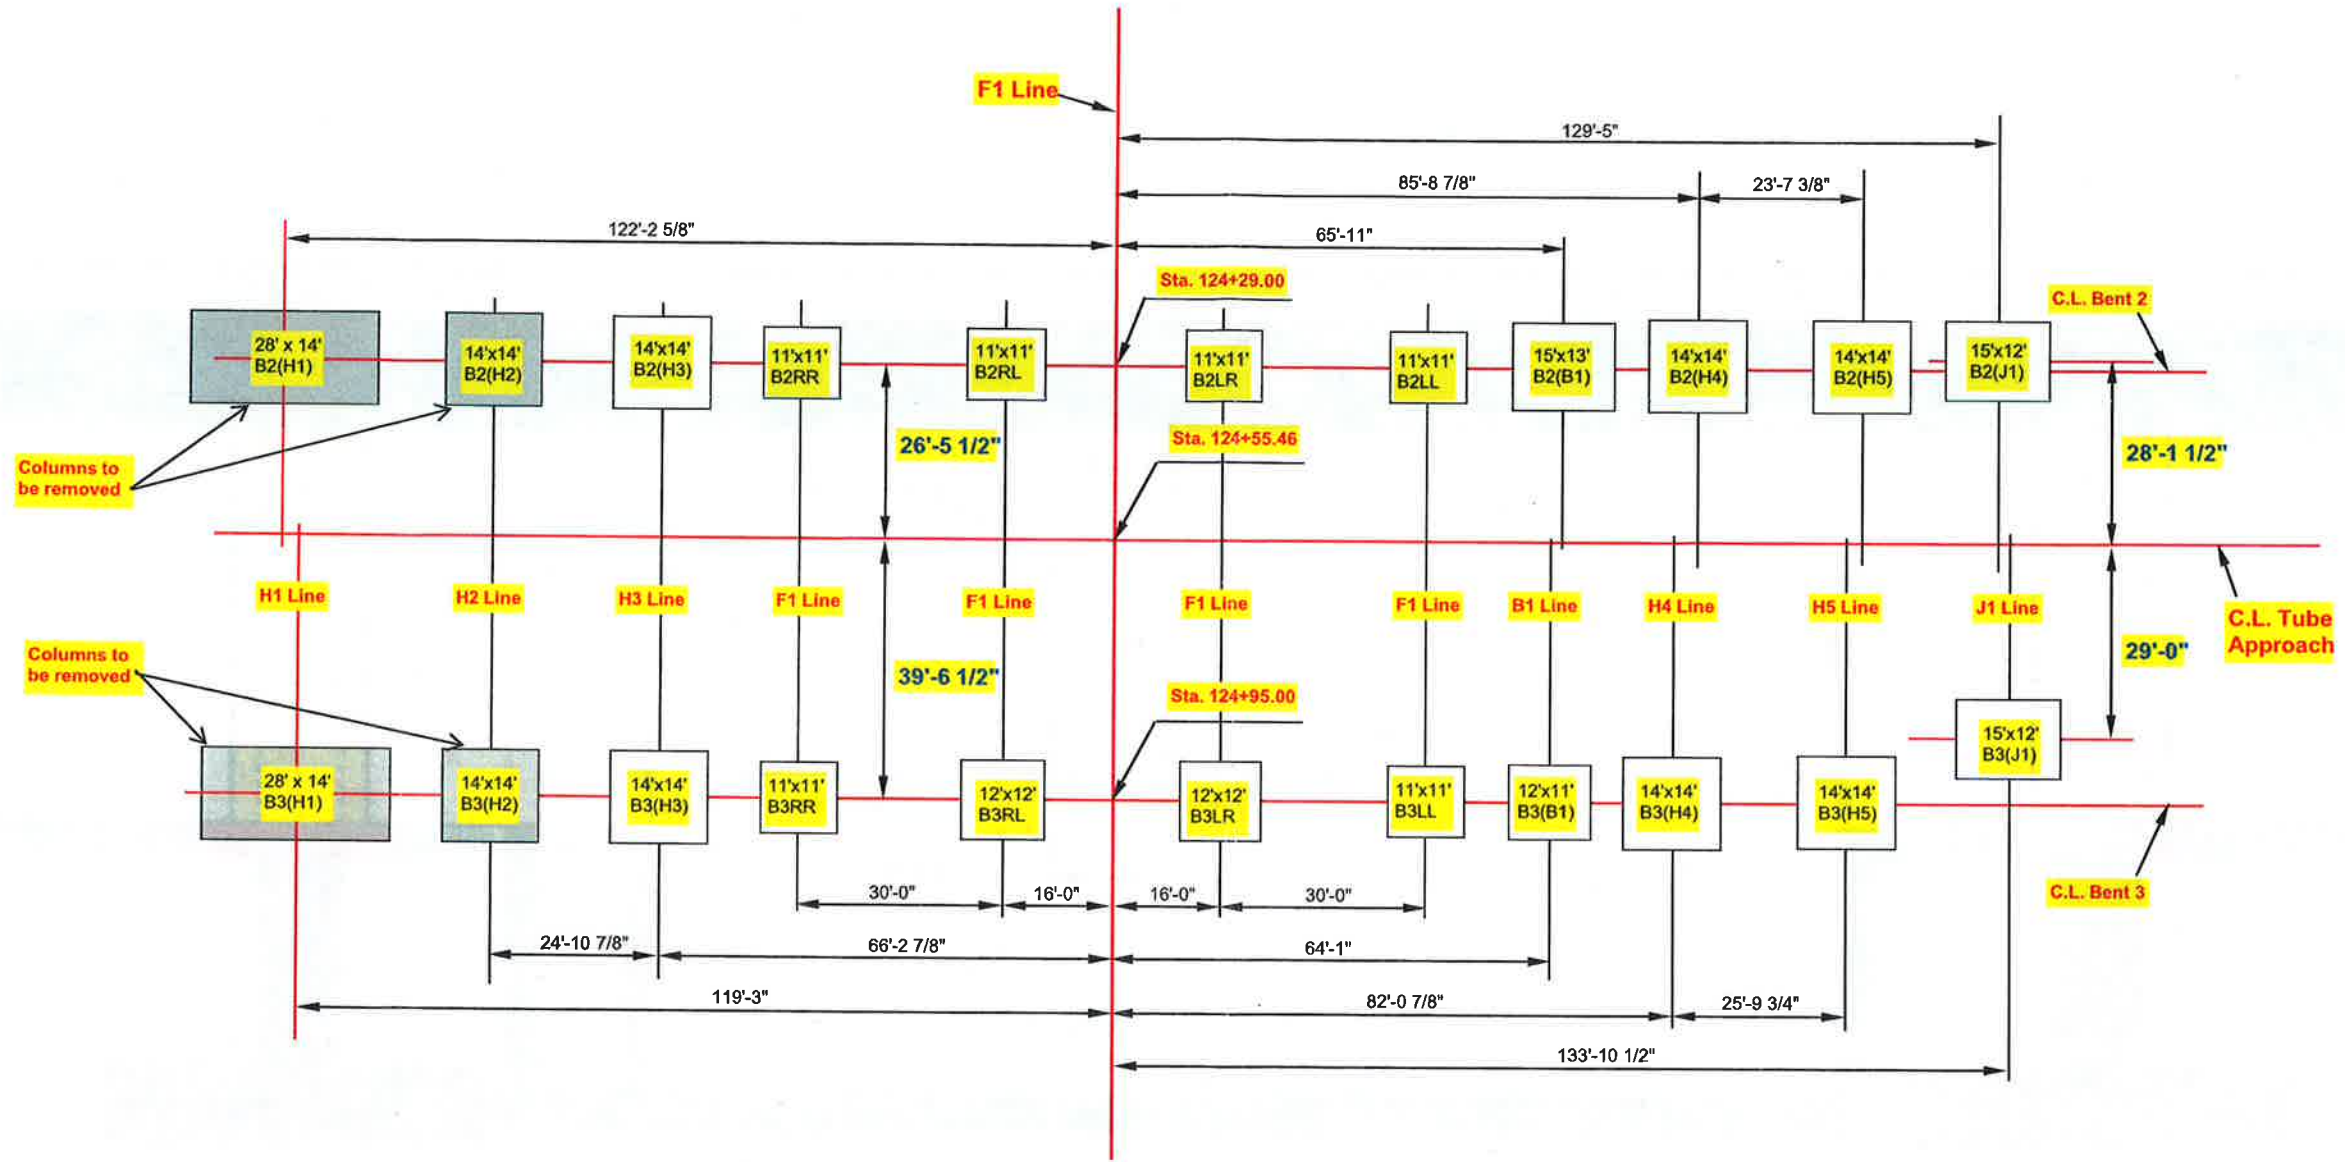 F1 Line
129'-5"
85'-8 7/8"
23'-7 3/8"
122'-2 5/8"
65'-11"
Sta. 124+29.00
C.L. Bent 2
28' x 14'
B2(H1)
14'x14'
B2(H2)
14'x14'
B2(H3)
11'x11'
B2RR
11'x11'
B2RL
11'x11'
B2LR
11'x11'
B2LL
15'x13'
B2(B1)
14'x14'
B2(H4)
14'x14'
B2(H5)
15'x12'
B2(J1)
Columns to
be removed
26'-5 1/2"
Sta. 124+55.46
28'-1 1/2"
H1 Line
H2 Line
H3 Line
F1 Line
F1 Line
F1 Line
F1 Line
B1 Line
H4 Line
H5 Line
J1 Line
C.L. Tube
Approach
Columns to
be removed
39'-6 1/2"
Sta. 124+95.00
29'-0"
28' x 14'
B3(H1)
14'x14'
B3(H2)
14'x14'
B3(H3)
11'x11'
B3RR
12'x12'
B3RL
12'x12'
B3LR
11'x11'
B3LL
12'x11'
B3(B1)
14'x14'
B3(H4)
14'x14'
B3(H5)
15'x12'
B3(J1)
C.L. Bent 3
30'-0"
16'-0"
16'-0"
30'-0"
24'-10 7/8"
66'-2 7/8"
64'-1"
119'-3"
82'-0 7/8"
25'-9 3/4"
133'-10 1/2"